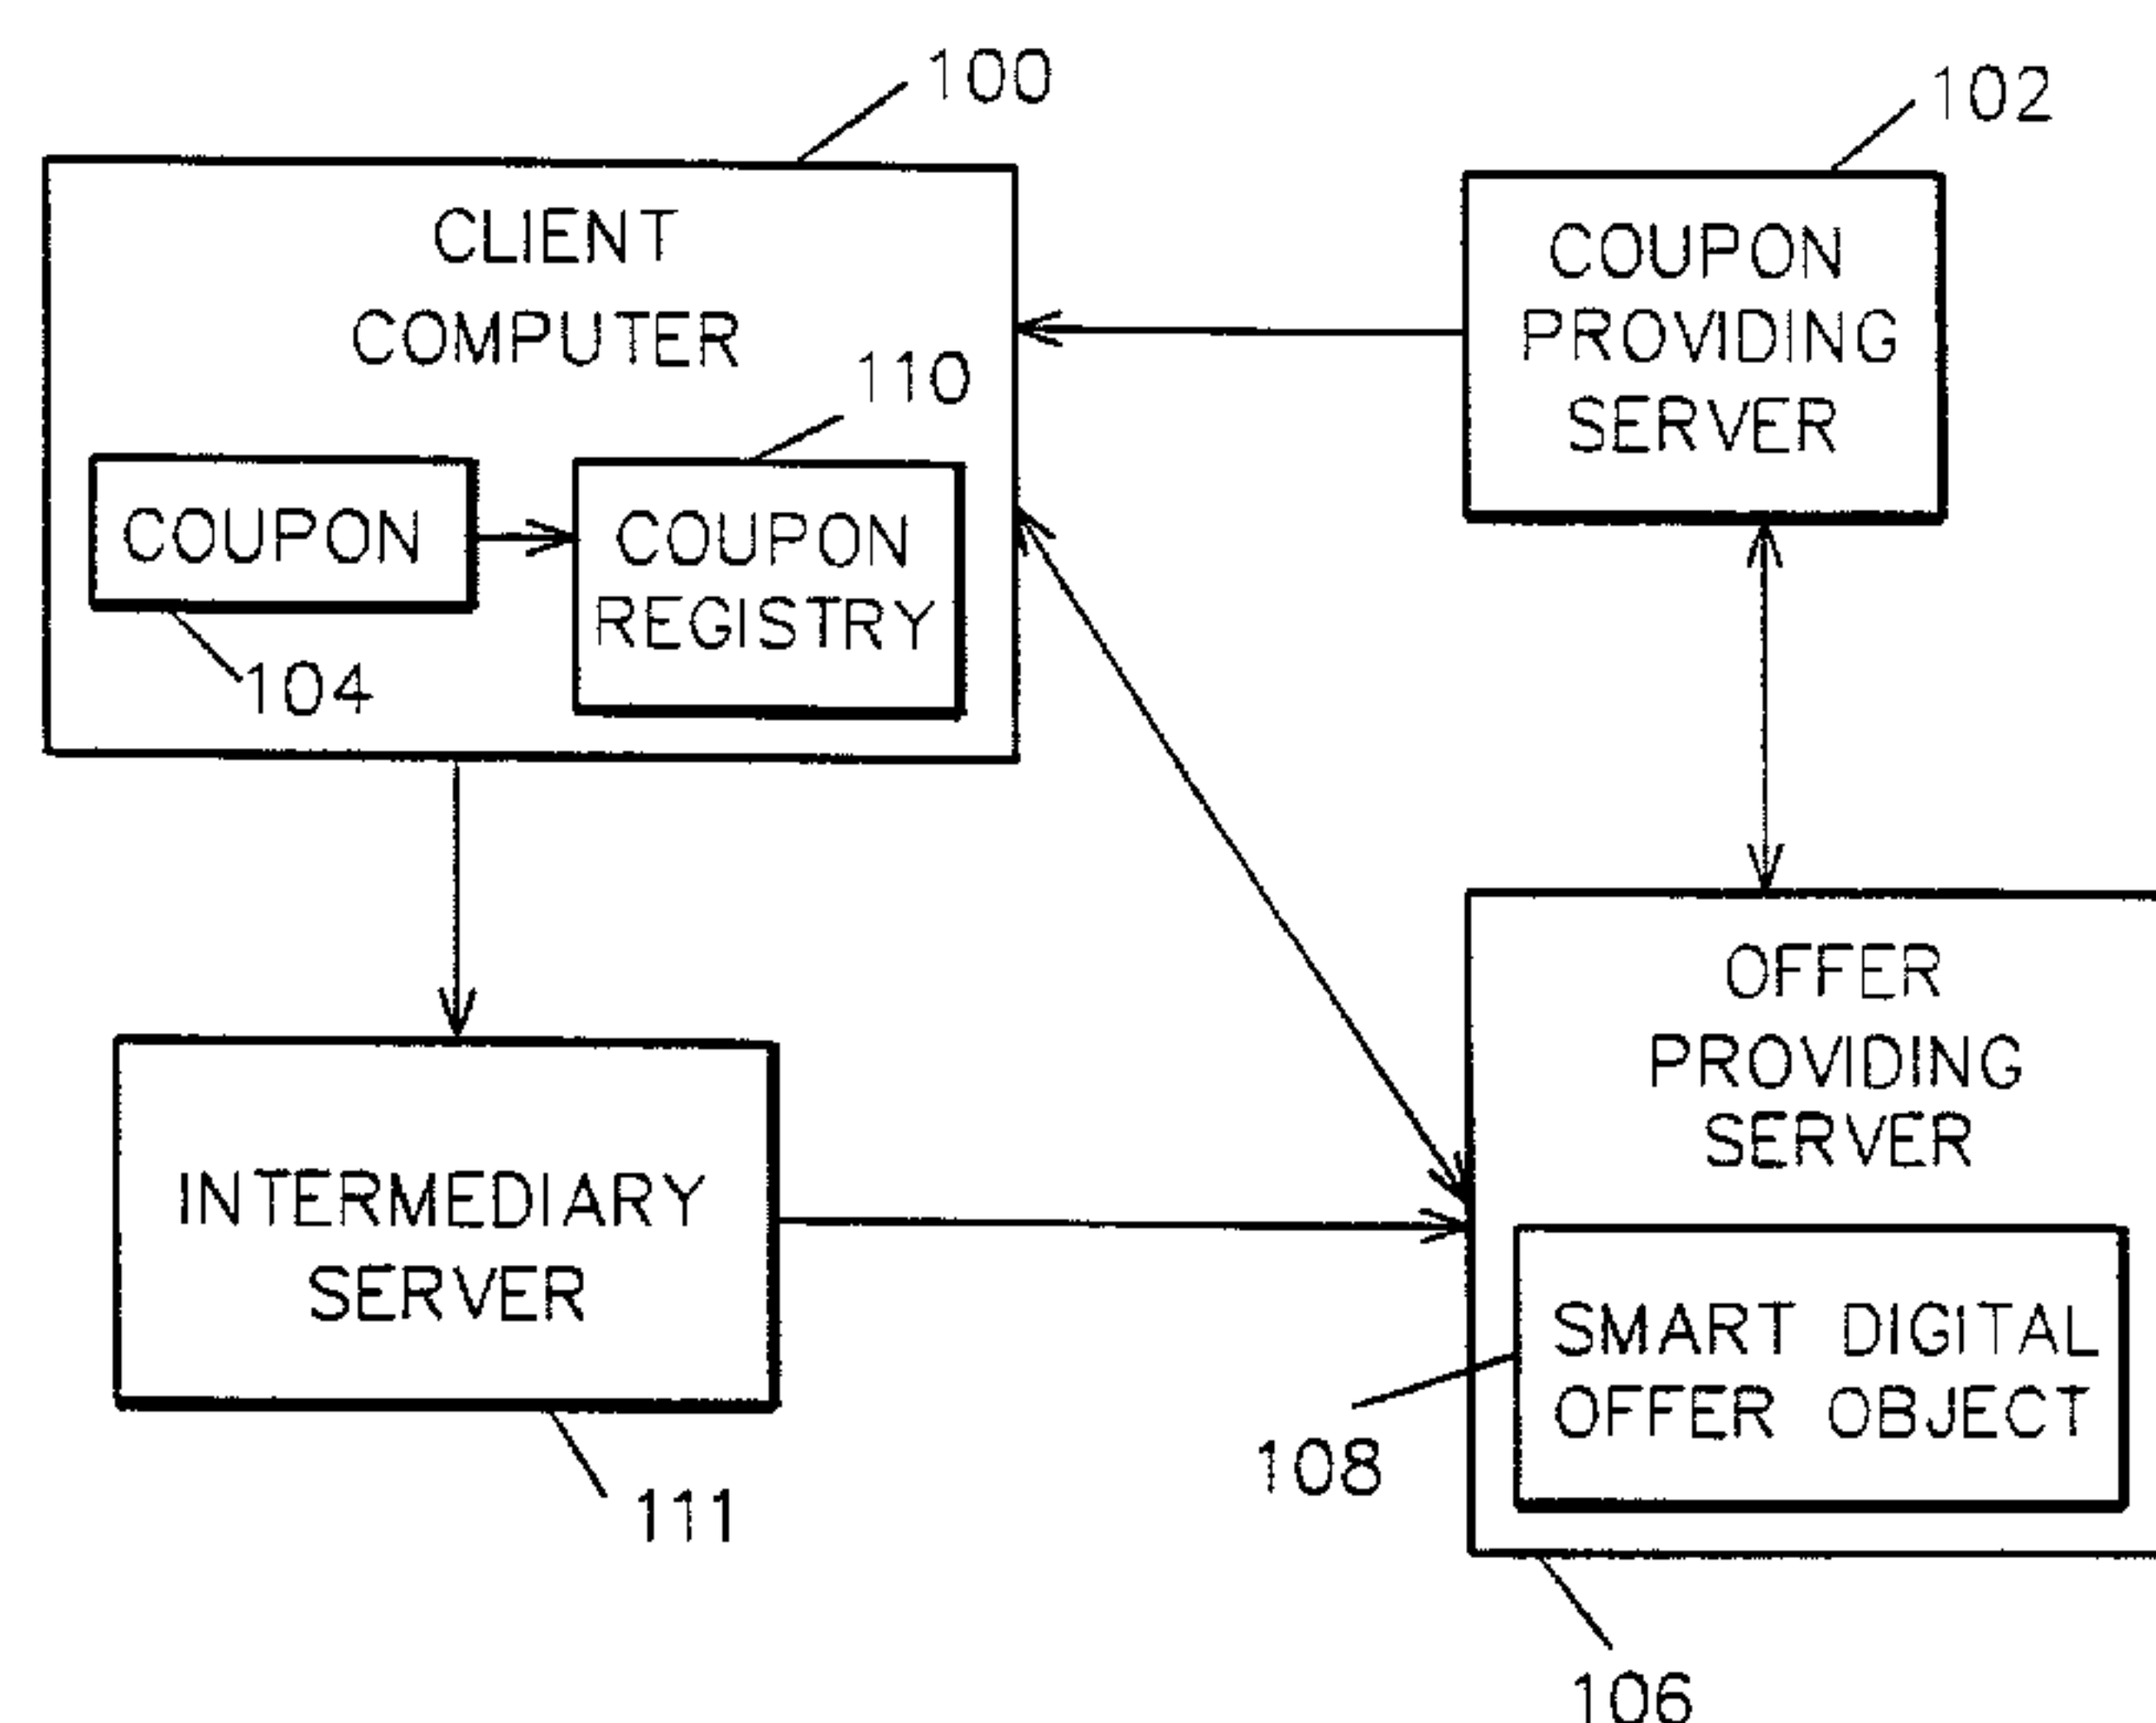 100
102
CLIENT
COMPUTER
110
COUPON
COUPON
REGISTRY
104
COUPON
PROVIDING
SERVER
OFFER
PROVIDING
SERVER
INTERMEDIARY
SERVER
SMART DIGITAL
OFFER OBJECT
108
111
106